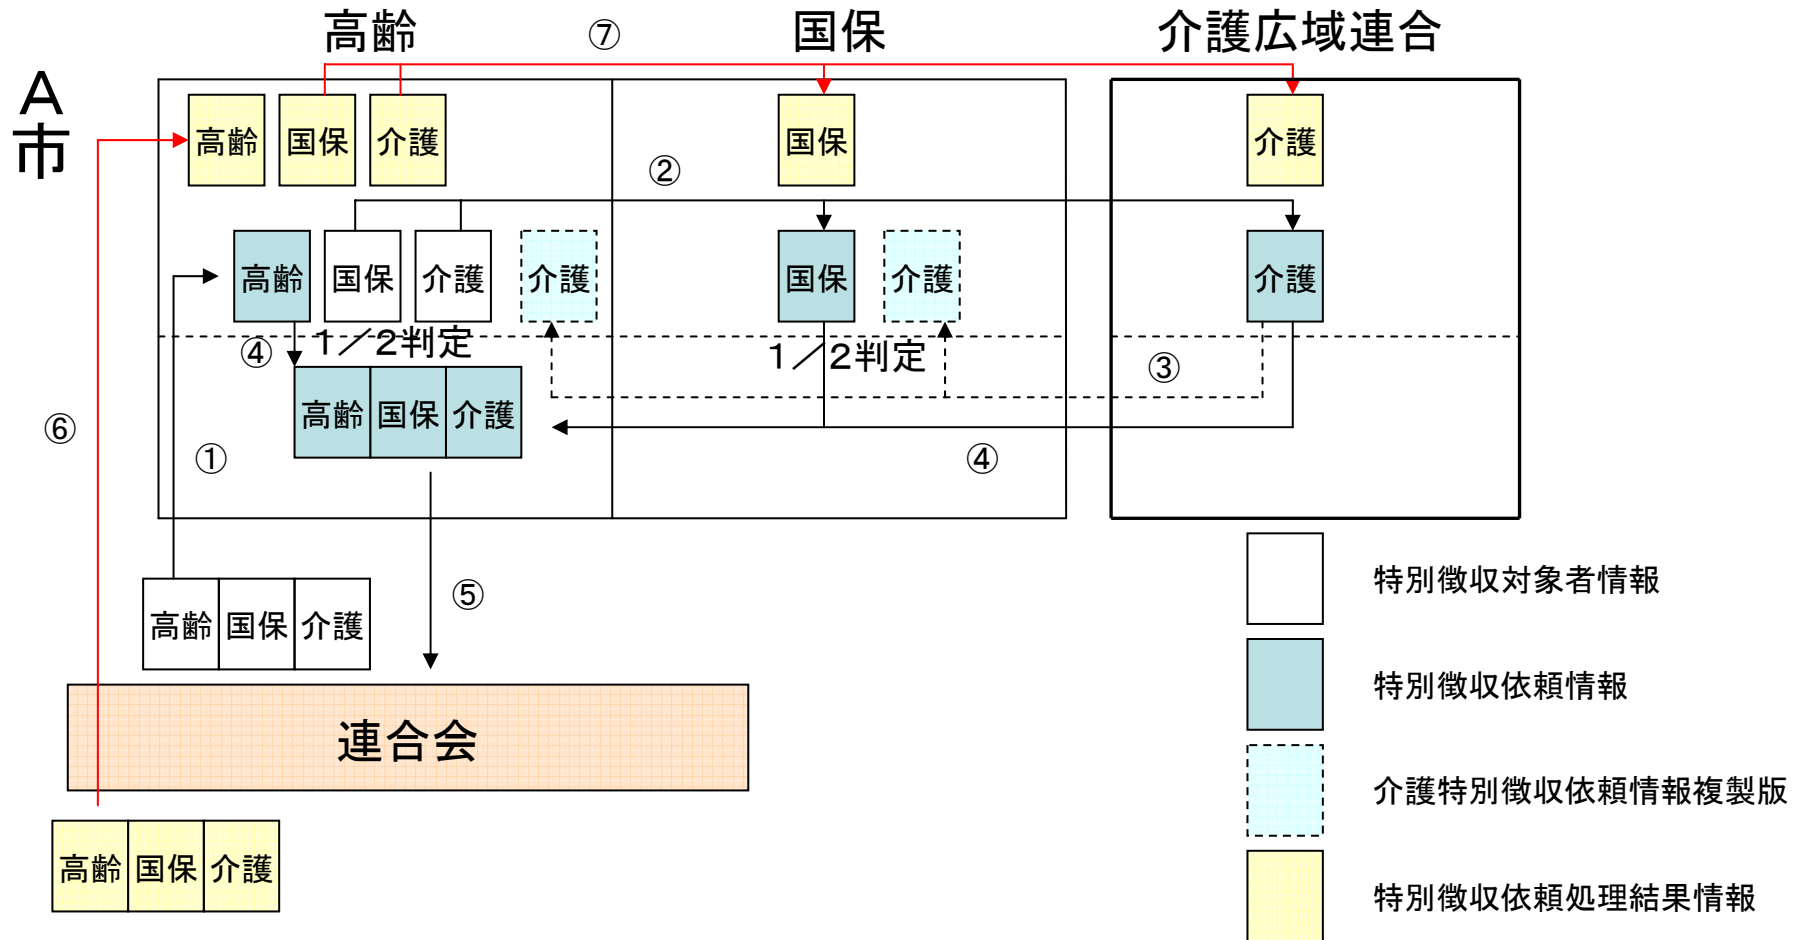 高齢
⑦
国保
介護広域連合
A市
高齢
国保
介護
国保
介護
②
高齢
国保
介護
介護
国保
介護
介護
④
1／2判定
1／2判定
③
高齢
国保
介護
⑥
①
④
⑤
特別徴収対象者情報
高齢
国保
介護
特別徴収依頼情報
連合会
介護特別徴収依頼情報複製版
高齢
国保
介護
特別徴収依頼処理結果情報